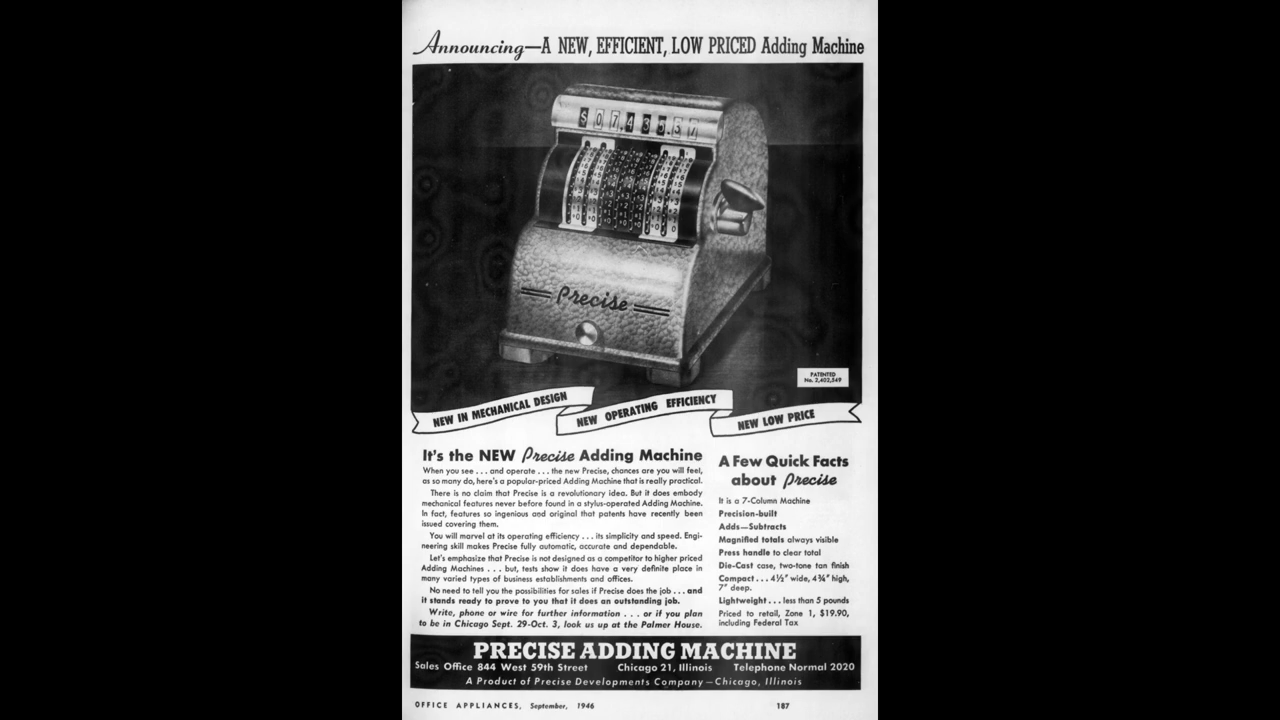 Announcing—A NEW, EFFICIENT, LOW PRICED Adding Machine
$ 07,435.37
Precise
PATENTED
No. 2,402,549
NEW IN MECHANICAL DESIGN
NEW OPERATING EFFICIENCY
NEW LOW PRICE
It's the NEW Precise Adding Machine
When you see . . . and operate . . . the new Precise, chances are you will feel,
as so many do, here's a popular-priced Adding Machine that is really practical.
There is no claim that Precise is a revolutionary idea. But it does embody
mechanical features never before found in a stylus-operated Adding Machine.
In fact, features so ingenious and original that patents have recently been
issued covering them.
You will marvel at its operating efficiency . . . its simplicity and speed. Engi-
neering skill makes Precise fully automatic, accurate and dependable.
Let's emphasize that Precise is not designed as a competitor to higher priced
Adding Machines . . . but, tests show it does have a very definite place in
many varied types of business establishments and offices.
No need to tell you the possibilities for sales if Precise does the job . . . and
it stands ready to prove to you that it does an outstanding job.
Write, phone or wire for further information . . . or if you plan
to be in Chicago Sept. 29-Oct. 3, look us up at the Palmer House.
A Few Quick Facts
about Precise
It is a 7-Column Machine
Precision-built
Adds—Subtracts
Magnified totals always visible
Press handle to clear total
Die-Cast case, two-tone tan finish
Compact . . . 4½" wide, 4¾" high,
7" deep.
Lightweight . . . less than 5 pounds
Priced to retail, Zone 1, $19.90,
including Federal Tax
PRECISE ADDING MACHINE
Sales Office 844 West 59th Street Chicago 21, Illinois Telephone Normal 2020
A Product of Precise Developments Company — Chicago, Illinois
OFFICE APPLIANCES, September, 1946 187